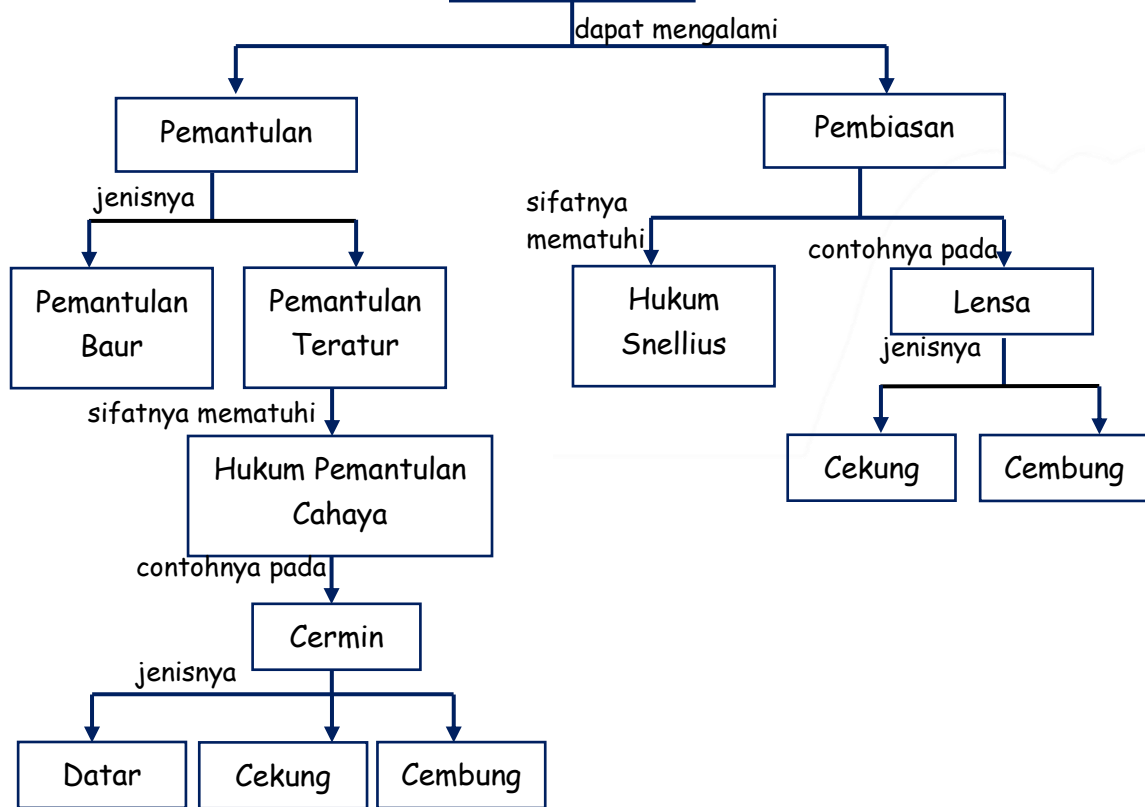 dapat mengalami
Pemantulan
Pembiasan
jenisnya
sifatnya
mematuhi
contohnya pada
Pemantulan
Baur
Pemantulan
Teratur
Hukum
Snellius
Lensa
jenisnya
sifatnya mematuhi
Hukum Pemantulan
Cahaya
Cekung
Cembung
contohnya pada
Cermin
jenisnya
Datar
Cekung
Cembung